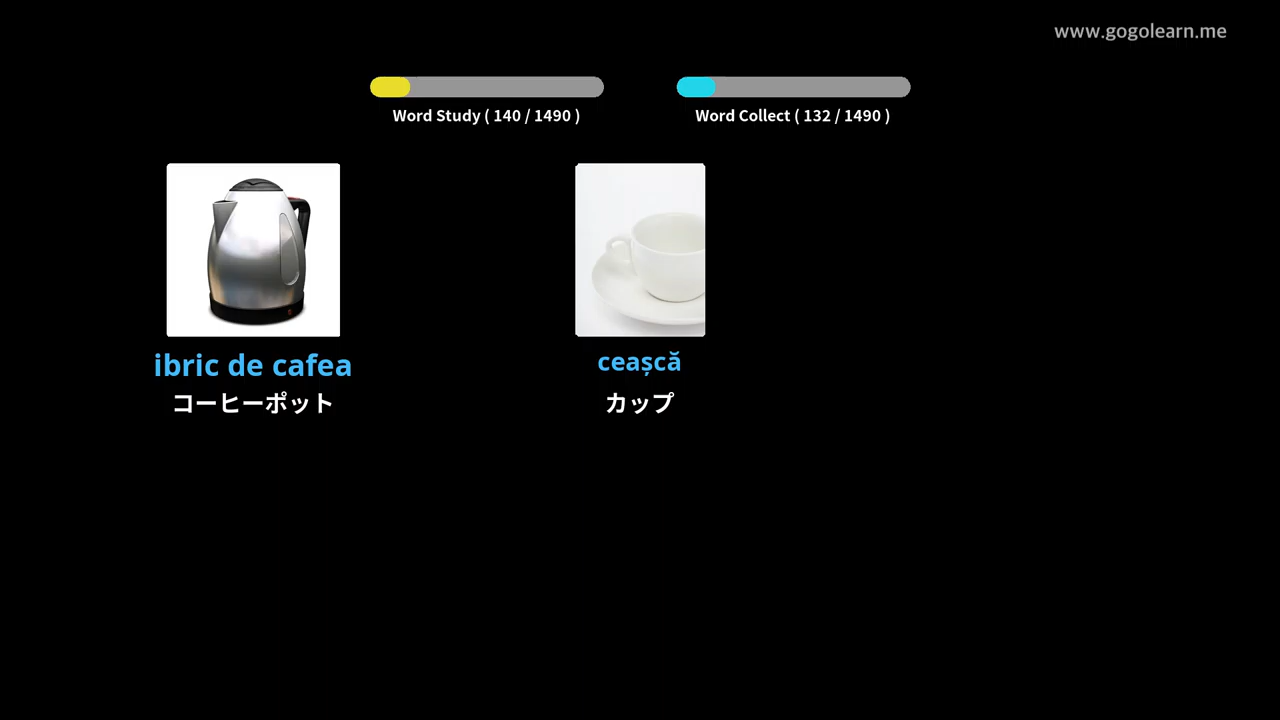 www.gogolearn.me
Word Study ( 140 / 1490 )
Word Collect ( 132 / 1490 )
ibric de cafea
コーヒーポット
ceașcă
カップ